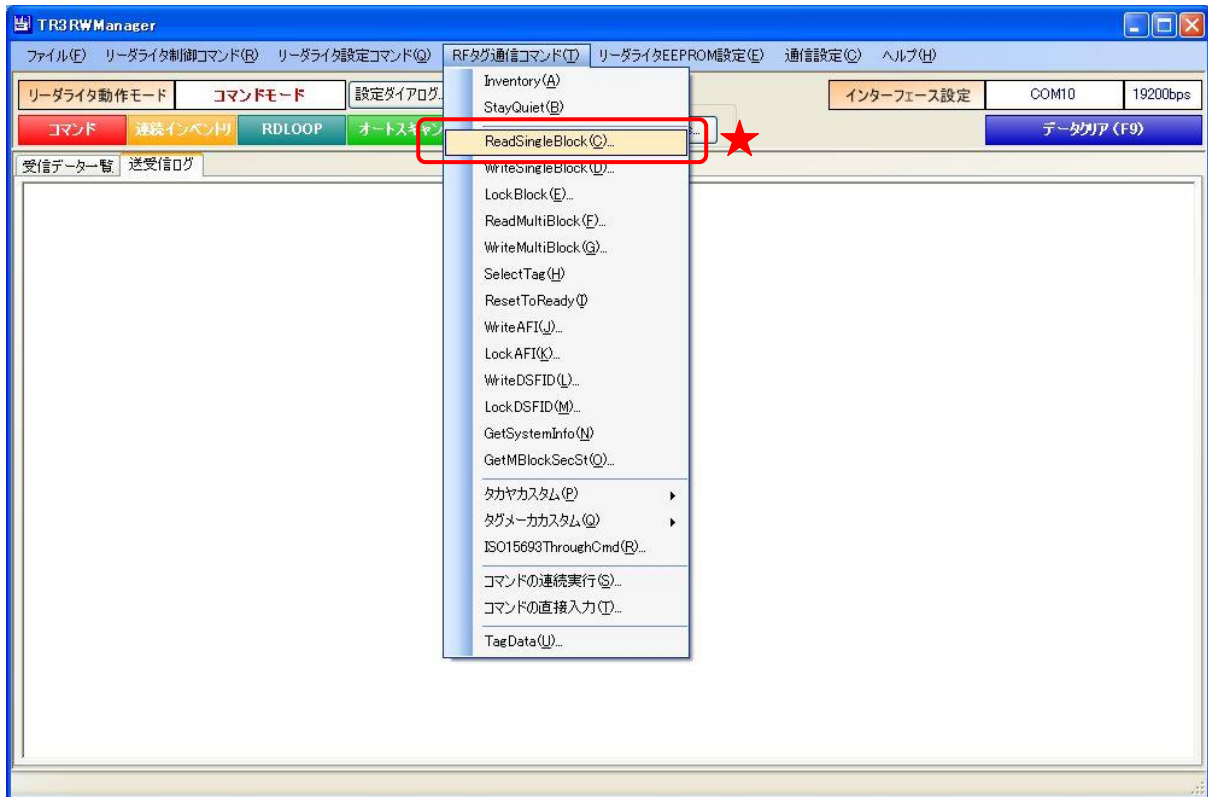 TR3RWManager
ファイル(F) リーダライタ制御コマンド(R) リーダライタ設定コマンド(Q) RFタグ通信コマンド(T) リーダライタEEPROM設定(E) 通信設定(C) ヘルプ(H)
リーダライタ動作モード コマンドモード 設定ダイアログ... インターフェース設定 COM10 19200bps
コマンド 連続インベントリ RDLOOP オートスキャン データクリア(F9)
受信データ一覧 送受信ログ
Inventory(A)
StayQuiet(B)
ReadSingleBlock(C)...
WriteSingleBlock(D)...
LockBlock(E)...
ReadMultiBlock(F)...
WriteMultiBlock(G)...
SelectTag(H)
ResetToReady(I)
WriteAFI(J)...
LockAFI(K)...
WriteDSFID(L)...
LockDSFID(M)...
GetSystemInfo(N)
GetMBlockSecSt(O)...
タカヤカスタム(P)
タグメーカカスタム(Q)
ISO15693ThroughCmd(R)...
コマンドの連続実行(S)...
コマンドの直接入力(T)...
TagData(U)...